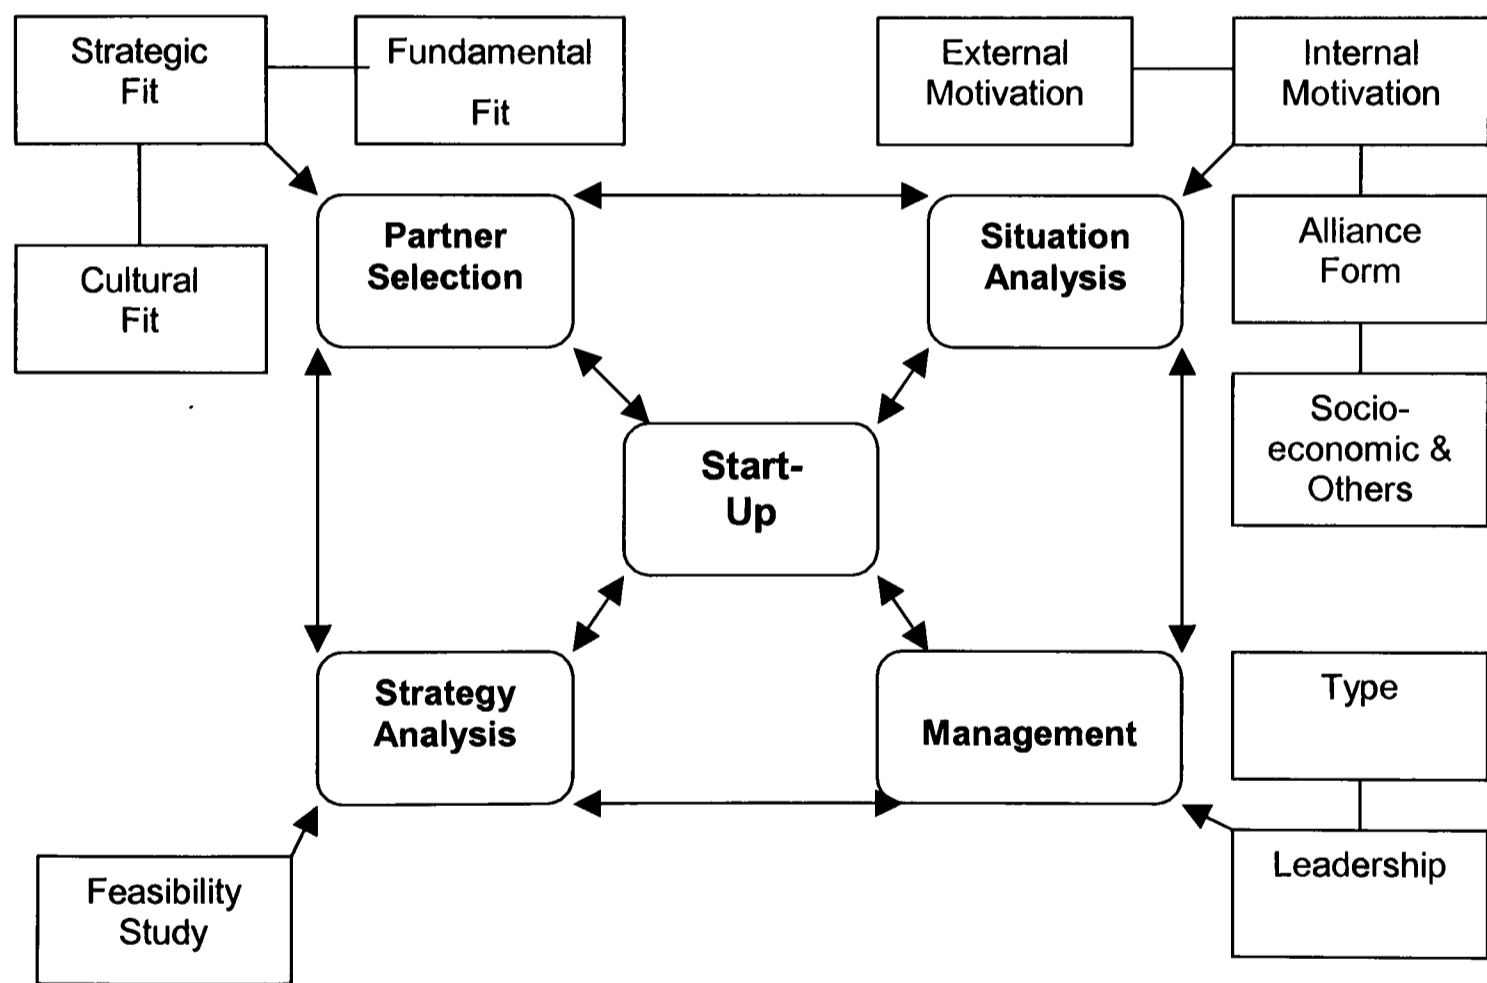 Strategic
Fit
Fundamental
Fit
External
Motivation
Internal
Motivation
Partner
Selection
Situation
Analysis
Alliance
Form
Cultural
Fit
Socio-
economic &
Others
Start-
Up
Strategy
Analysis
Management
Type
Feasibility
Study
Leadership